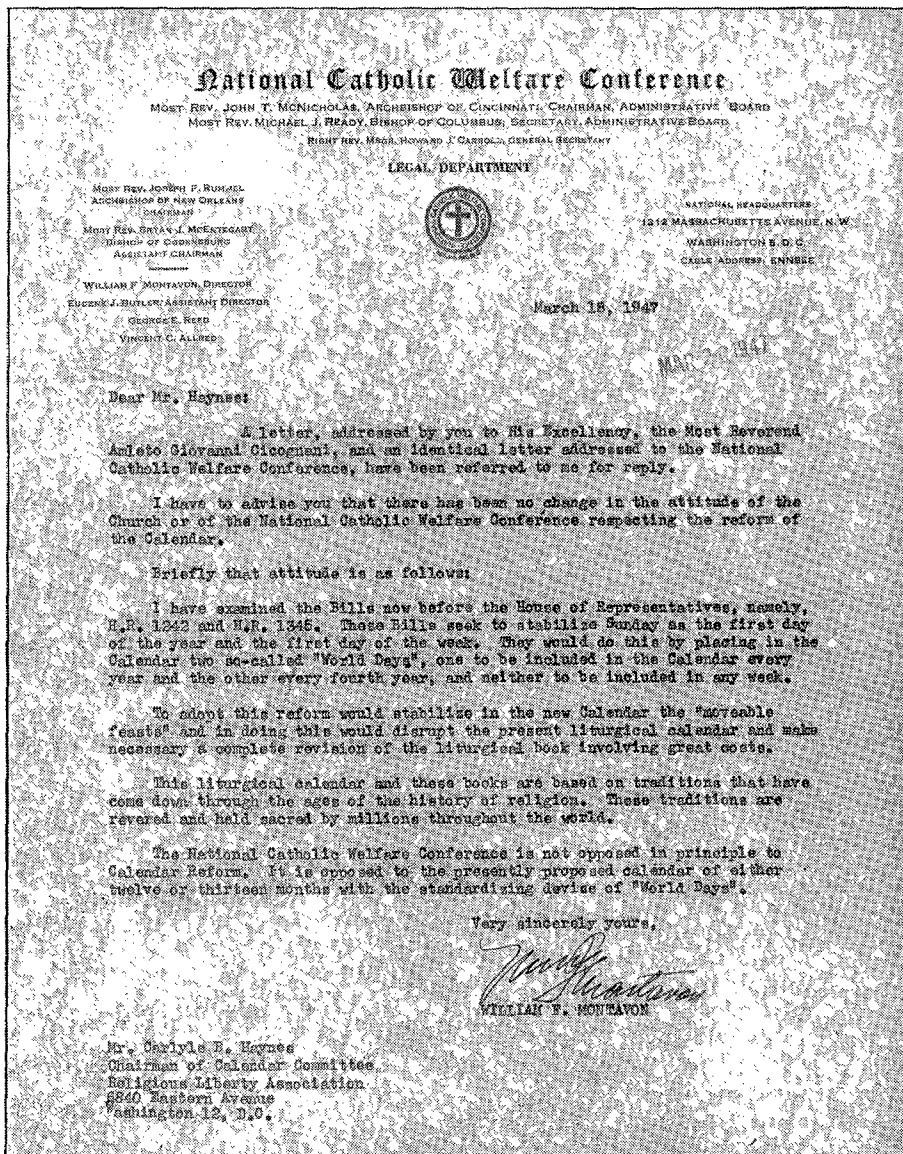 National Catholic Welfare Conference
MOST REV. JOHN T. MCNICHOLAS, ARCHBISHOP OF CINCINNATI, CHAIRMAN, ADMINISTRATIVE BOARD
MOST REV. MICHAEL J. READY, BISHOP OF COLUMBUS, SECRETARY, ADMINISTRATIVE BOARD
RIGHT REV. MSGR. HOWARD J. CARROLL, GENERAL SECRETARY
LEGAL DEPARTMENT
MOST REV. JOSEPH F. RUMMEL
ARCHBISHOP OF NEW ORLEANS
CHAIRMAN
MOST REV. BRYAN J. MCENTEGART
BISHOP OF OGDENSBURG
ASSISTANT CHAIRMAN
WILLIAM F. MONTAVON, DIRECTOR
EUGENE J. BUTLER, ASSISTANT DIRECTOR
GEORGE E. REED
VINCENT C. ALLRED
NATIONAL HEADQUARTERS
1312 MASSACHUSETTS AVENUE, N.W.
WASHINGTON 5, D.C.
CABLE ADDRESS, ENNSEE
March 18, 1947
MAR 1947
Dear Mr. Haynes:
A letter, addressed by you to His Excellency, the Most Reverend
Amleto Giovanni Cicognani, and an identical letter addressed to the National
Catholic Welfare Conference, have been referred to me for reply.
I have to advise you that there has been no change in the attitude of the
Church or of the National Catholic Welfare Conference respecting the reform of
the Calendar.
Briefly that attitude is as follows:
I have examined the Bills now before the House of Representatives, namely,
H.R. 1242 and H.R. 1345. These Bills seek to stabilize Sunday as the first day
of the year and the first day of the week. They would do this by placing in the
Calendar two so-called "World Days", one to be included in the Calendar every
year and the other every fourth year, and neither to be included in any week.
To adopt this reform would stabilize in the new Calendar the "moveable
feasts" and in doing this would disrupt the present liturgical calendar and make
necessary a complete revision of the liturgical book involving great costs.
This liturgical calendar and these books are based on traditions that have
come down through the ages of the history of religion. These traditions are
revered and held sacred by millions throughout the world.
The National Catholic Welfare Conference is not opposed in principle to
Calendar Reform. It is opposed to the presently proposed calendar of either
twelve or thirteen months with the standardizing device of "World Days".
Very sincerely yours,
WILLIAM F. MONTAVON
Mr. Carlyle B. Haynes
Chairman of Calendar Committee
Religious Liberty Association
6840 Eastern Avenue
Washington 12, D.C.